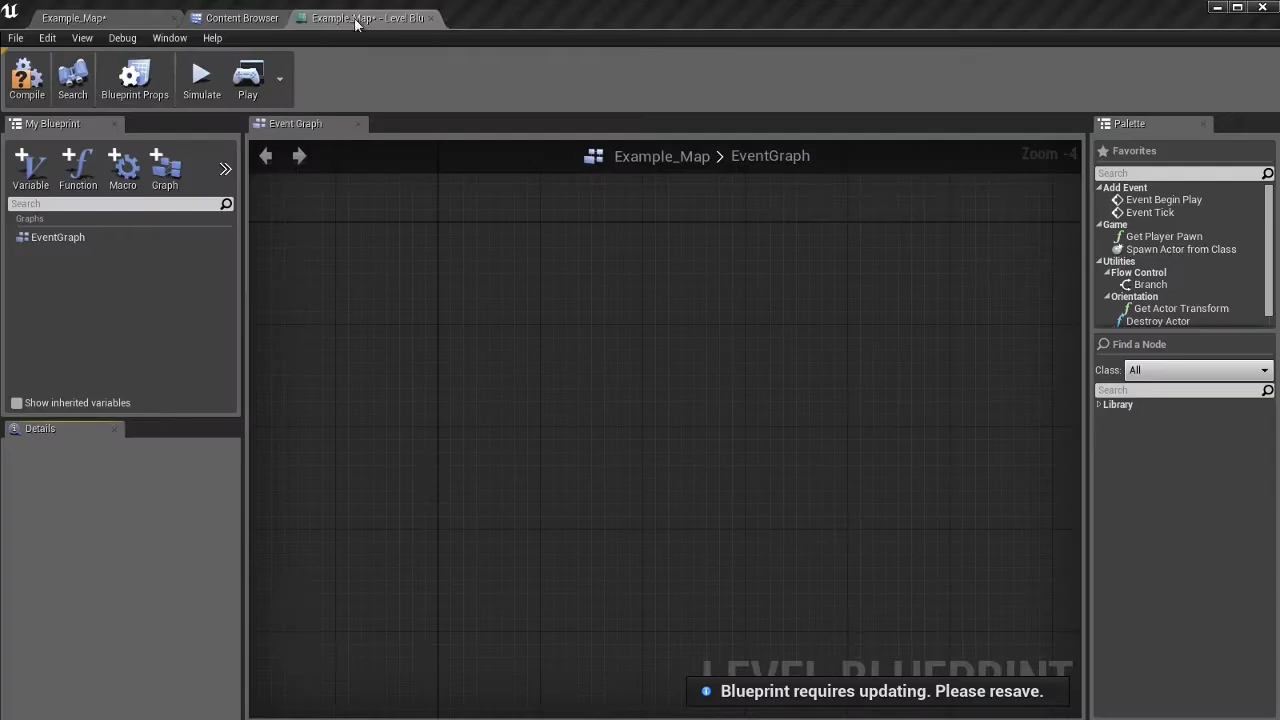 Example_Map*
Content Browser
Example_Map* - Level Blu
File Edit View Debug Window Help
Compile Search Blueprint Props Simulate Play
My Blueprint
Event Graph
Palette
Variable Function Macro Graph
Example_Map > EventGraph
Zoom -4
Favorites
Search
Search
Graphs
EventGraph
Add Event
Event Begin Play
Event Tick
Game
Get Player Pawn
Spawn Actor from Class
Utilities
Flow Control
Branch
Orientation
Get Actor Transform
Destroy Actor
Find a Node
Class: All
Search
Library
Show inherited variables
Details
LEVEL BLUEPRINT
Blueprint requires updating. Please resave.